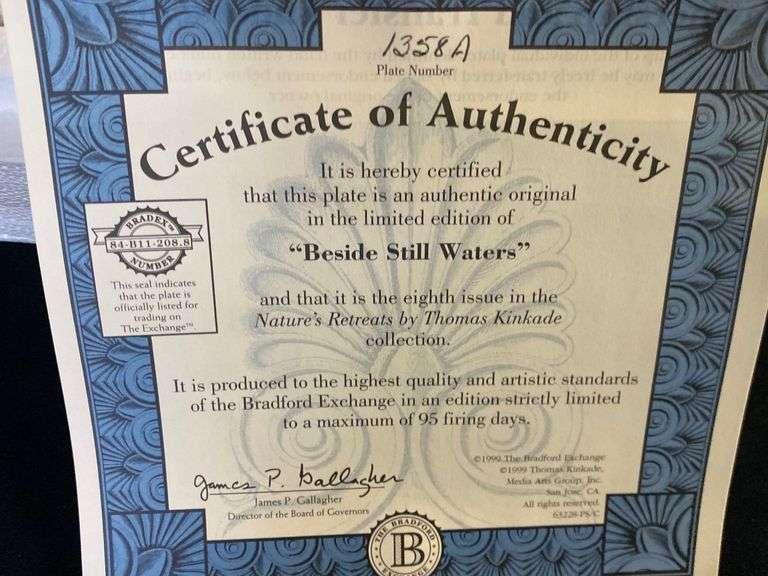 1358A
Plate Number
Certificate of Authenticity
It is hereby certified
that this plate is an authentic original
in the limited edition of
“Beside Still Waters”
and that it is the eighth issue in the
Nature's Retreats by Thomas Kinkade
collection.
BRADEX™
84-B11-208.8
NUMBER
This seal indicates
that the plate is
officially listed for
trading on
The Exchange™
It is produced to the highest quality and artistic standards
of the Bradford Exchange in an edition strictly limited
to a maximum of 95 firing days.
James P. Gallagher
James P. Gallagher
Director of the Board of Governors
©1999 The Bradford Exchange
©1999 Thomas Kinkade,
Media Arts Group, Inc.
San Jose, CA
All rights reserved.
63228-PS/C
THE BRADFORD
B
EXCHANGE